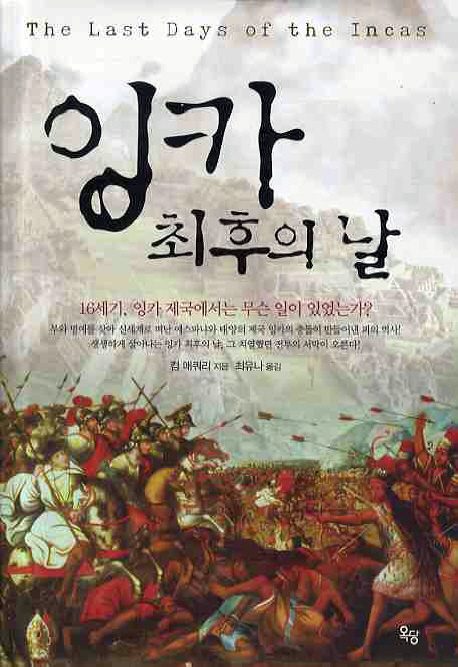 The Last Days of the Incas
잉카
최후의 날
16세기, 잉카 제국에서는 무슨 일이 있었는가?
부와 명예를 찾아 신세계로 떠난 에스파냐와 태양의 제국 잉카의 충돌이 만들어낸 피의 역사!
생생하게 살아나는 잉카 최후의 날, 그 치열했던 전투의 서막이 오른다!
킴 매쿼리 지음 최유나 옮김
옥당